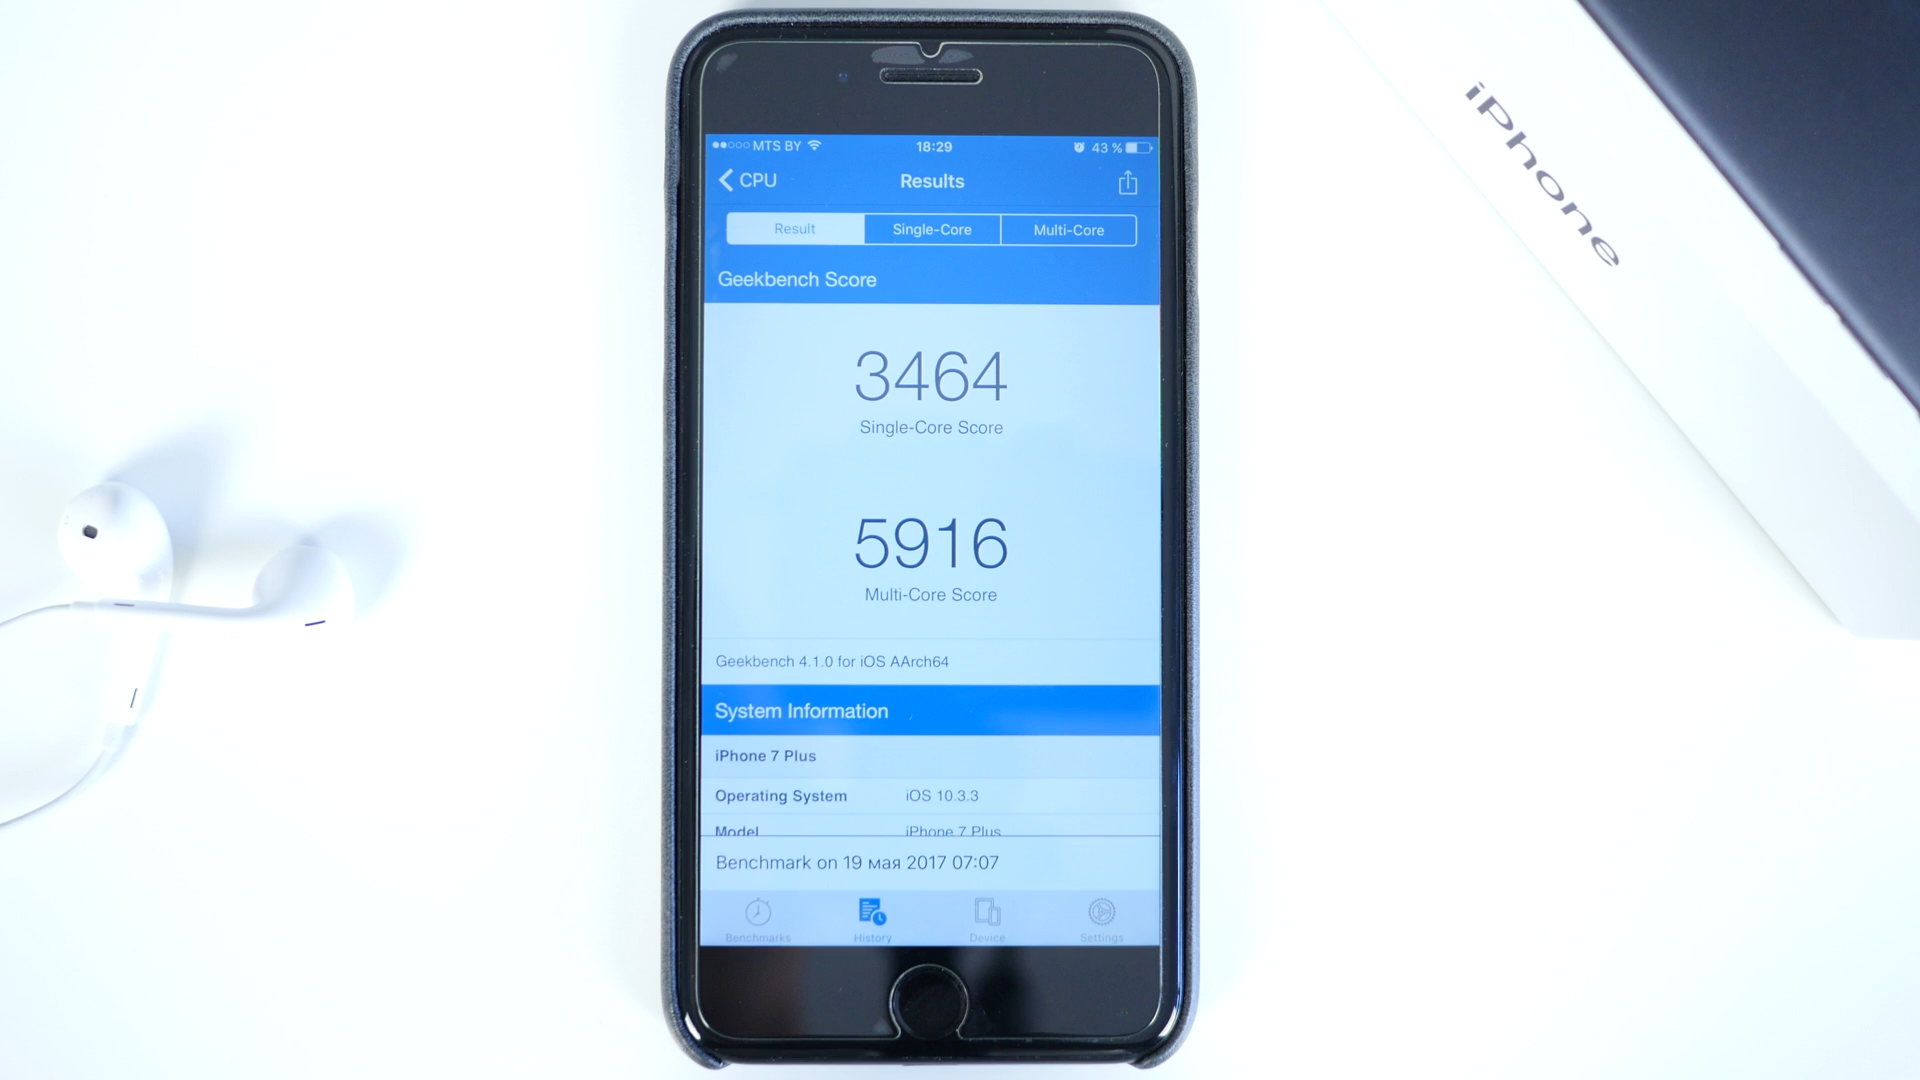 MTS BY 18:29 43 %
CPU Results
Result Single-Core Multi-Core
Geekbench Score
3464
Single-Core Score
5916
Multi-Core Score
Geekbench 4.1.0 for iOS AArch64
System Information
iPhone 7 Plus
Operating System iOS 10.3.3
Model iPhone 7 Plus
Benchmark on 19 мая 2017 07:07
Benchmarks History Device Settings
iPhone